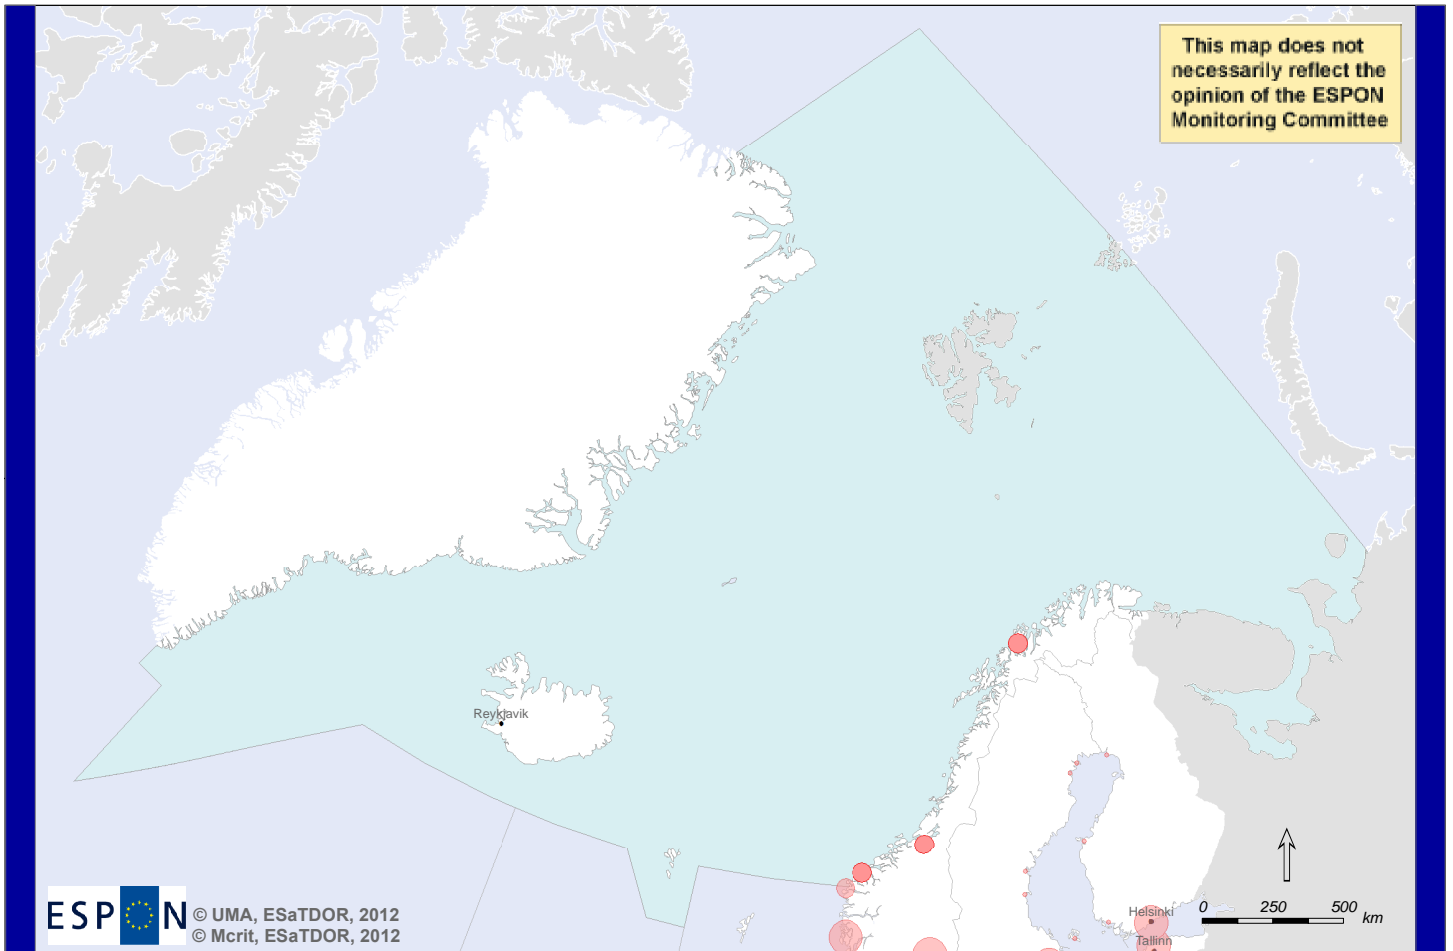 This map does not
necessarily reflect the
opinion of the ESPON
Monitoring Committee
Reykjavik
Helsinki
Tallinn
0 250 500 km
ESPON
© UMA, ESaTDOR, 2012
© Mcrit, ESaTDOR, 2012